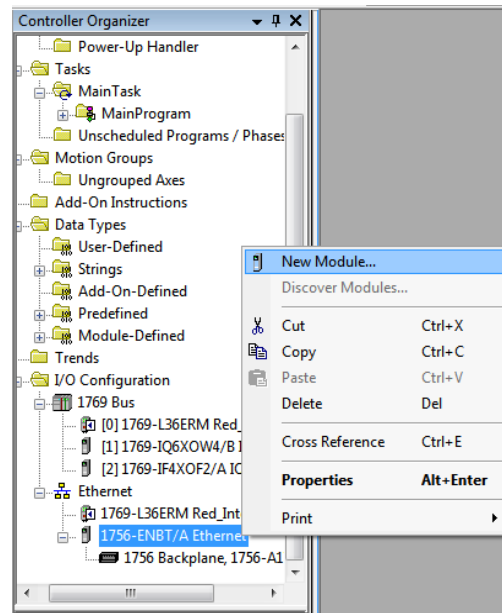 Controller Organizer
Power-Up Handler
Tasks
MainTask
MainProgram
Unscheduled Programs / Phases
Motion Groups
Ungrouped Axes
Add-On Instructions
Data Types
User-Defined
Strings
Add-On-Defined
Predefined
Module-Defined
Trends
I/O Configuration
1769 Bus
[0] 1769-L36ERM Red_
[1] 1769-IQ6XOW4/B
[2] 1769-IF4XOF2/A IO
Ethernet
1769-L36ERM Red_Int
1756-ENBT/A Ethernet
1756 Backplane, 1756-A1
New Module...
Discover Modules...
Cut Ctrl+X
Copy Ctrl+C
Paste Ctrl+V
Delete Del
Cross Reference Ctrl+E
Properties Alt+Enter
Print